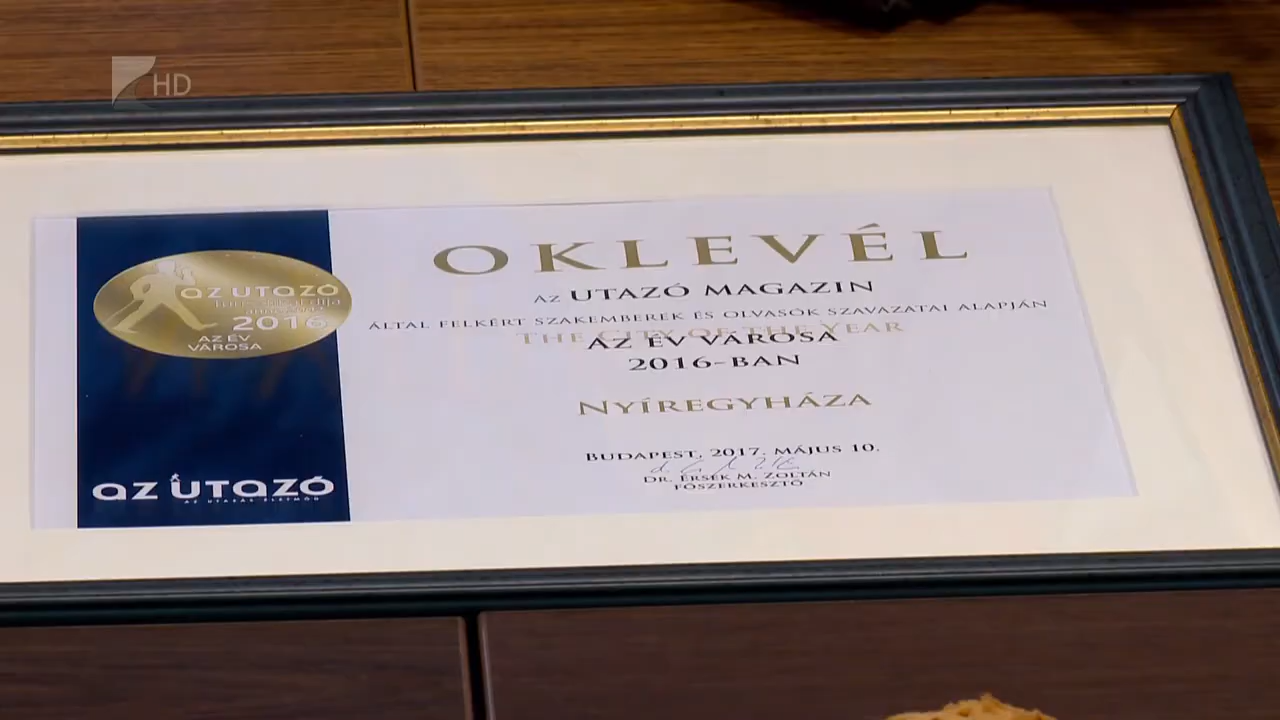 HD
OKLEVÉL
AZ UTAZÓ MAGAZIN
ÁLTAL FELKÉRT SZAKEMBEREK ÉS OLVASÓK SZAVAZATAI ALAPJÁN
THE CITY OF THE YEAR
AZ ÉV VÁROSA
2016-BAN
NYÍREGYHÁZA
BUDAPEST, 2017. MÁJUS 10.
DR. ÉRSEK M. ZOLTÁN
FŐSZERKESZTŐ
AZ UTAZÓ
2016
AZ ÉV
VÁROSA
AZ UTAZÓ